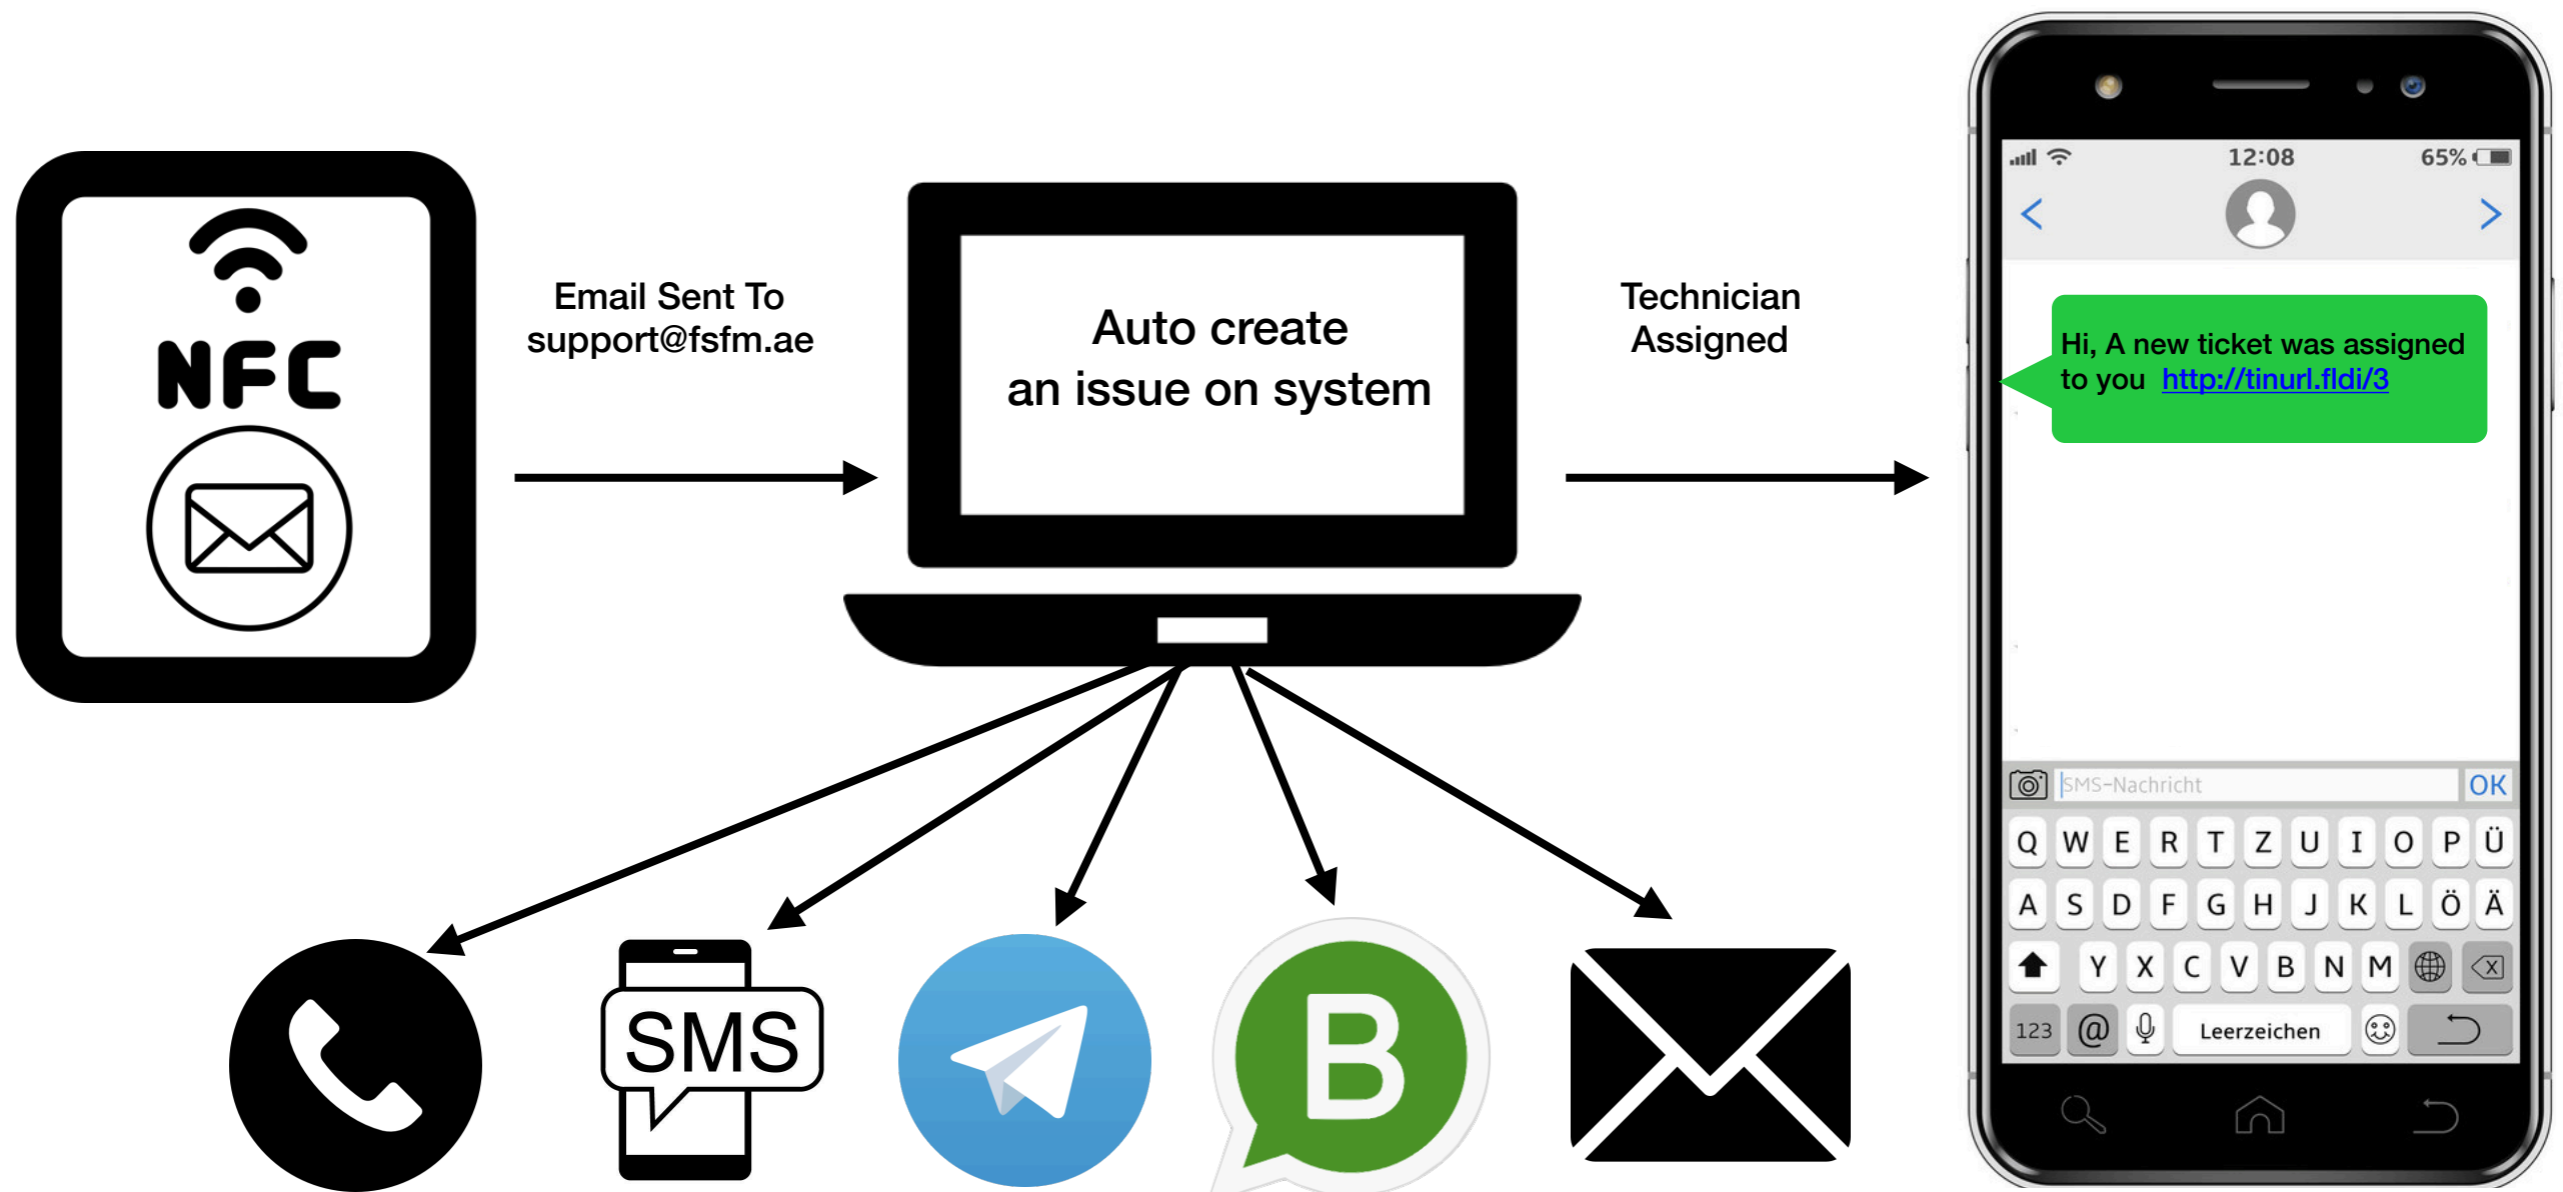 NFC
Email Sent To
support@fsfm.ae
Auto create
an issue on system
Technician
Assigned
12:08
65%
Hi, A new ticket was assigned
to you http://tinurl.fldi/3
SMS-Nachricht
OK
Q W E R T Z U I O P Ü
A S D F G H J K L Ö Ä
Y X C V B N M
123 @ Leerzeichen
SMS
B